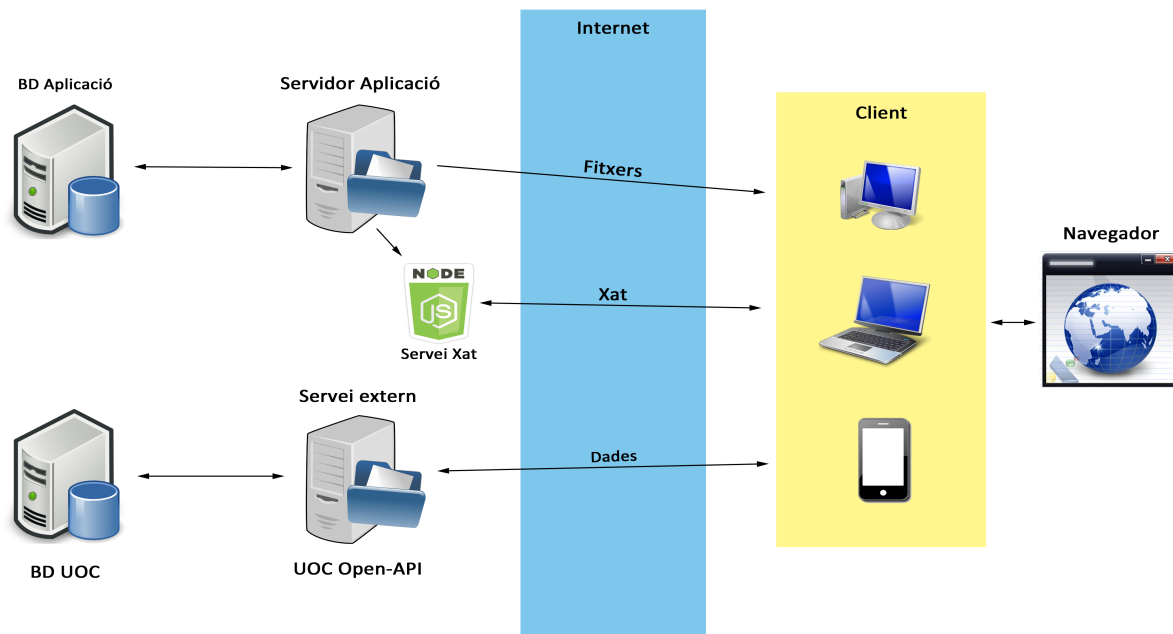 Internet
BD Aplicació
Servidor Aplicació
Client
Fitxers
Navegador
NODE
JS
Xat
Servei Xat
Servei extern
Dades
BD UOC
UOC Open-API